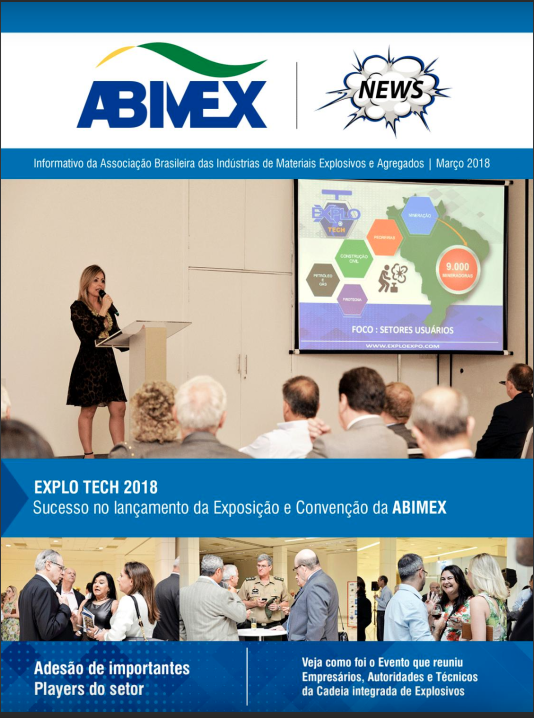 ABIMEX
NEWS
Informativo da Associação Brasileira das Indústrias de Materiais Explosivos e Agregados | Março 2018
EXPLO
TECH
MINERAÇÃO
CONSTRUÇÃO
CIVIL
PETRÓLEO
E
GÁS
9.000
MINERADORAS
FOCO : SETORES USUÁRIOS
WWW.EXPLOEXPO.COM
EXPLO TECH 2018
Sucesso no lançamento da Exposição e Convenção da ABIMEX
Adesão de importantes
Players do setor
Veja como foi o Evento que reuniu
Empresários, Autoridades e Técnicos
da Cadeia integrada de Explosivos